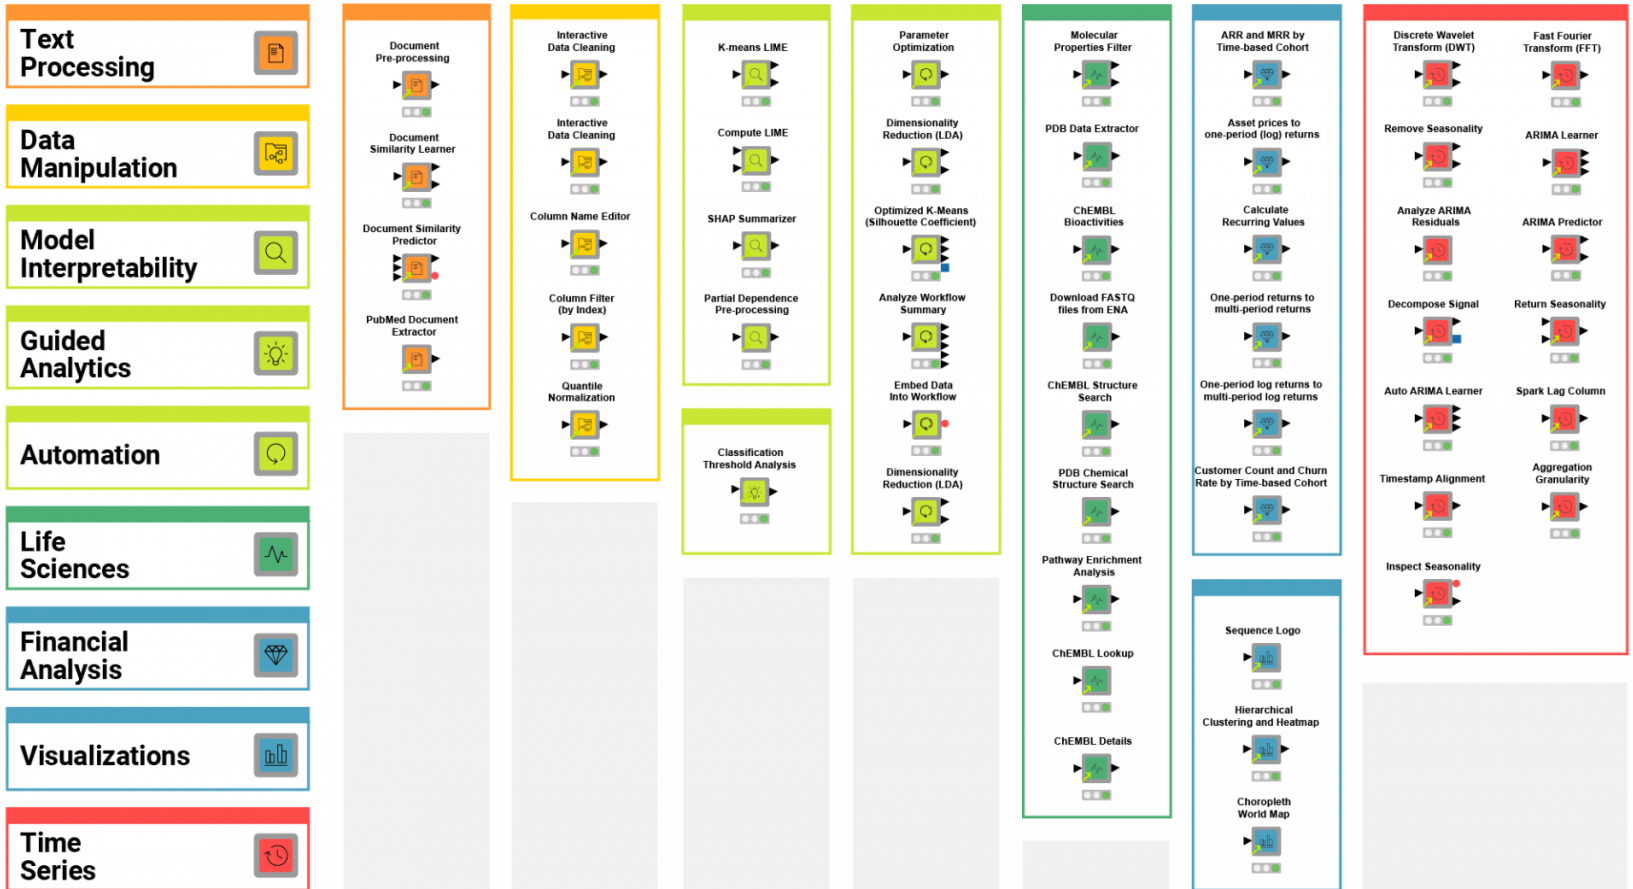 Text
Processing
Data
Manipulation
Model
Interpretability
Guided
Analytics
Automation
Life
Sciences
Financial
Analysis
Visualizations
Time
Series
Document
Pre-processing
Document
Similarity Learner
Document Similarity
Predictor
PubMed Document
Extractor
Interactive
Data Cleaning
Interactive
Data Cleaning
Column Name Editor
Column Filter
(by Index)
Quantile
Normalization
K-means LIME
Compute LIME
SHAP Summarizer
Partial Dependence
Pre-processing
Classification
Threshold Analysis
Parameter
Optimization
Dimensionality
Reduction (LDA)
Optimized K-Means
(Silhouette Coefficient)
Analyze Workflow
Summary
Embed Data
Into Workflow
Dimensionality
Reduction (LDA)
Molecular
Properties Filter
PDB Data Extractor
ChEMBL
Bioactivities
Download FASTQ
files from ENA
ChEMBL Structure
Search
PDB Chemical
Structure Search
Pathway Enrichment
Analysis
ChEMBL Lookup
ChEMBL Details
ARR and MRR by
Time-based Cohort
Asset prices to
one-period (log) returns
Calculate
Recurring Values
One-period returns to
multi-period returns
One-period log returns to
multi-period log returns
Customer Count and Churn
Rate by Time-based Cohort
Sequence Logo
Hierarchical
Clustering and Heatmap
Choropleth
World Map
Discrete Wavelet
Transform (DWT)
Remove Seasonality
Analyze ARIMA
Residuals
Decompose Signal
Auto ARIMA Learner
Timestamp Alignment
Inspect Seasonality
Fast Fourier
Transform (FFT)
ARIMA Learner
ARIMA Predictor
Return Seasonality
Spark Lag Column
Aggregation
Granularity